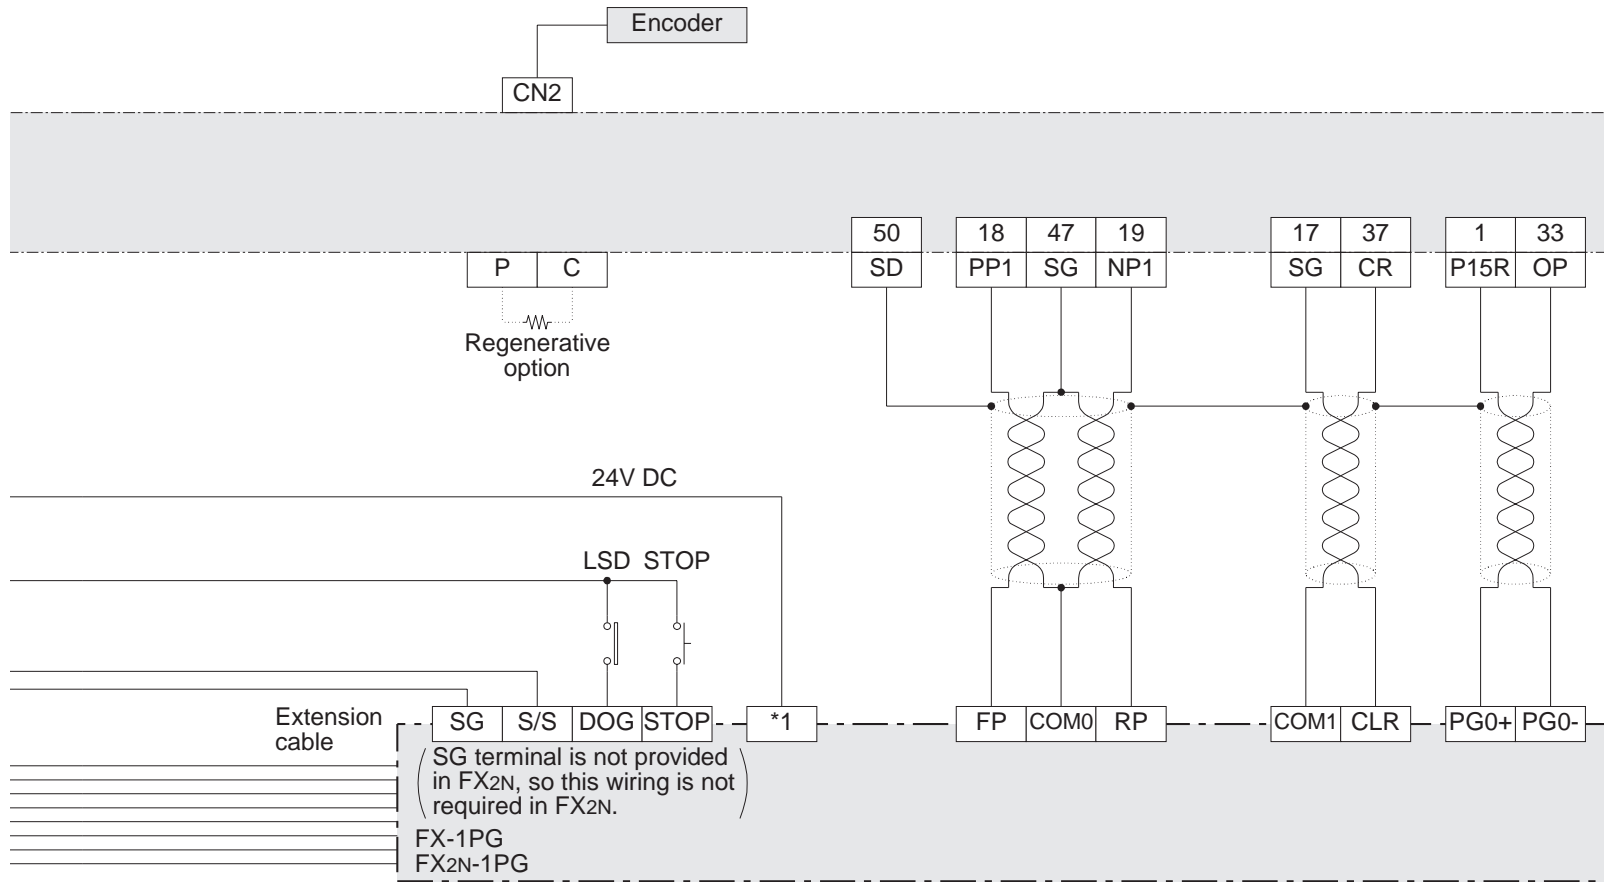 Encoder
CN2
50 18 47 19 17 37 1 33
SD PP1 SG NP1 SG CR P15R OP
P C
Regenerative
option
24V DC
LSD STOP
Extension
cable
SG S/S DOG STOP *1 FP COM0 RP COM1 CLR PG0+ PG0-
(SG terminal is not provided
in FX2N, so this wiring is not
required in FX2N.)
FX-1PG
FX2N-1PG